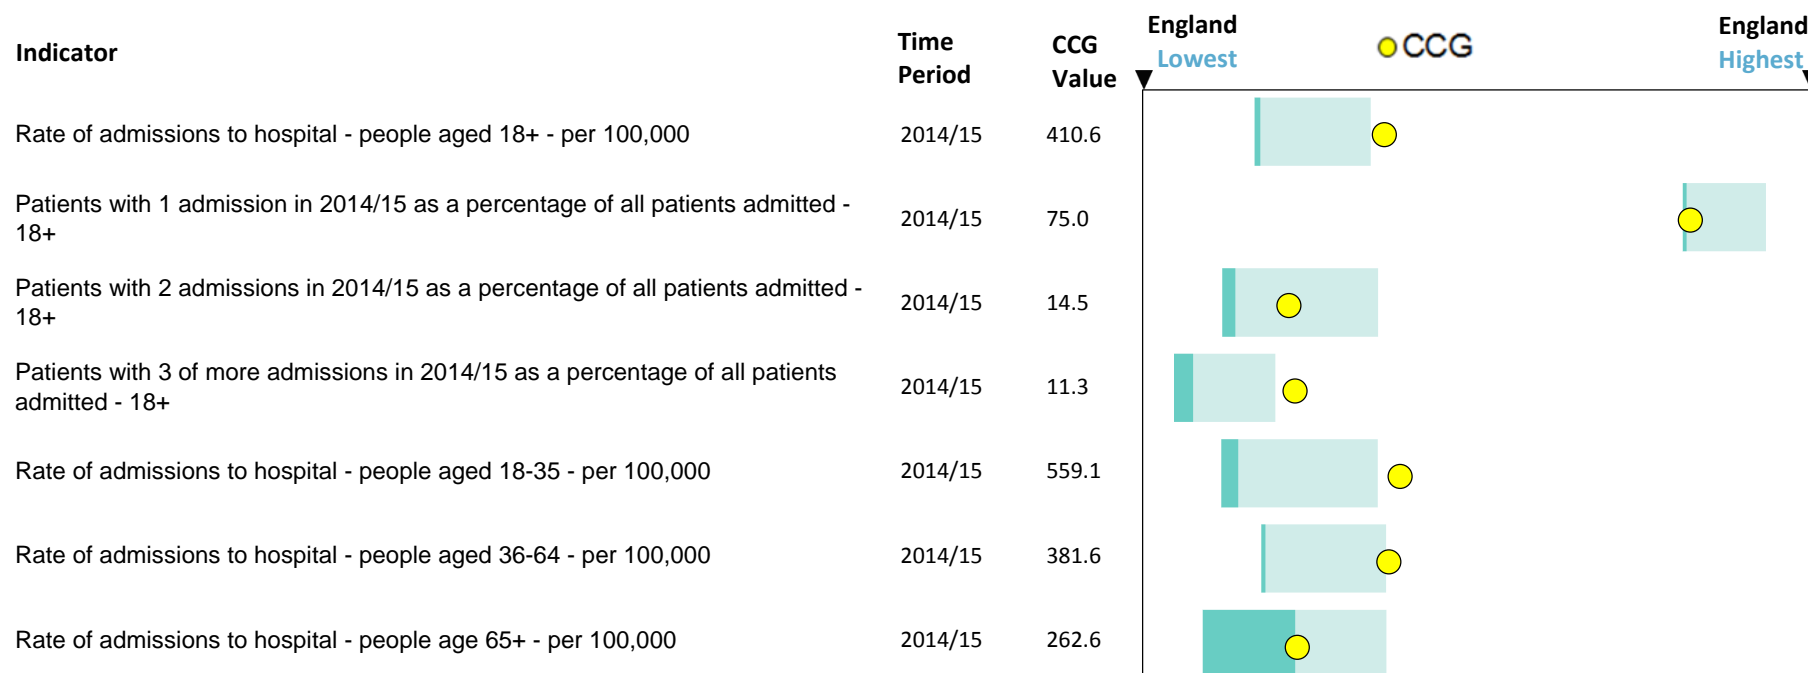 Indicator
Time
Period
CCG
Value
England
Lowest
CCG
England
Highest
Rate of admissions to hospital - people aged 18+ - per 100,000 2014/15 410.6
Patients with 1 admission in 2014/15 as a percentage of all patients admitted -
18+
2014/15 75.0
Patients with 2 admissions in 2014/15 as a percentage of all patients admitted -
18+
2014/15 14.5
Patients with 3 of more admissions in 2014/15 as a percentage of all patients
admitted - 18+
2014/15 11.3
Rate of admissions to hospital - people aged 18-35 - per 100,000 2014/15 559.1
Rate of admissions to hospital - people aged 36-64 - per 100,000 2014/15 381.6
Rate of admissions to hospital - people age 65+ - per 100,000 2014/15 262.6